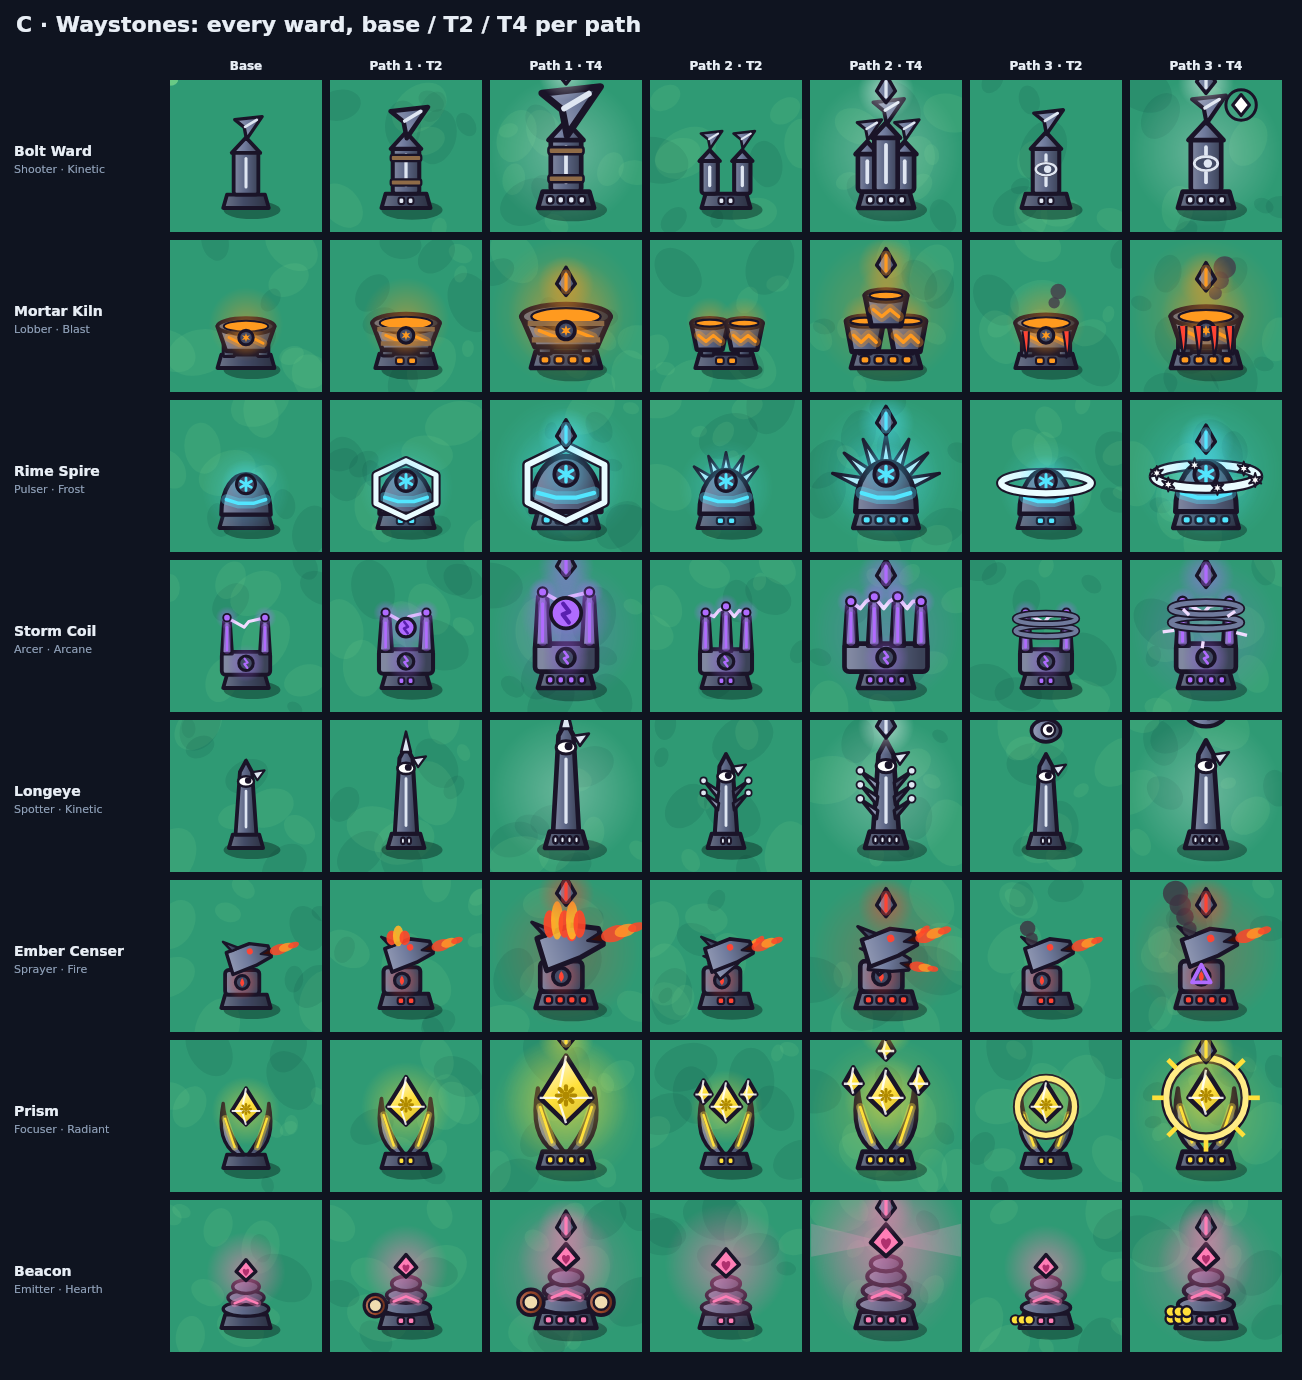 C · Waystones: every ward, base / T2 / T4 per path
Base
Path 1 · T2
Path 1 · T4
Path 2 · T2
Path 2 · T4
Path 3 · T2
Path 3 · T4
Bolt Ward
Shooter · Kinetic
Mortar Kiln
Lobber · Blast
Rime Spire
Pulser · Frost
Storm Coil
Arcer · Arcane
Longeye
Spotter · Kinetic
Ember Censer
Sprayer · Fire
Prism
Focuser · Radiant
Beacon
Emitter · Hearth